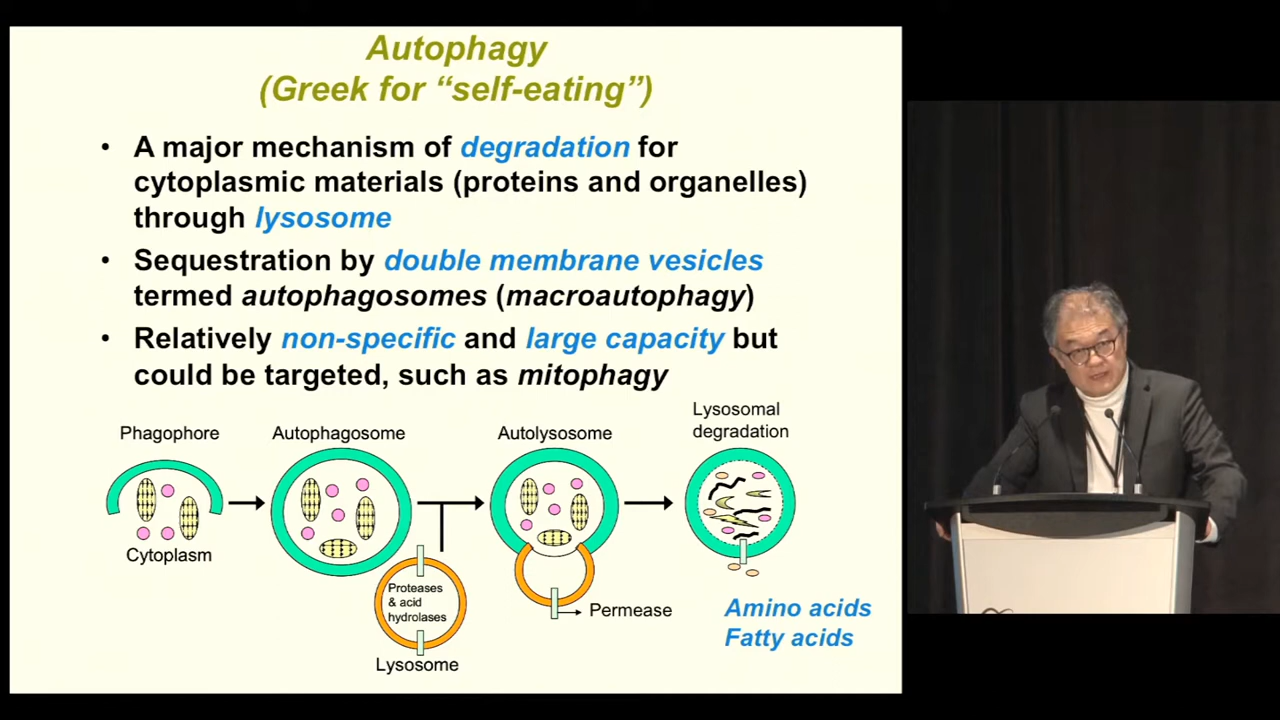 Autophagy
(Greek for “self-eating”)
• A major mechanism of degradation for
cytoplasmic materials (proteins and organelles)
through lysosome
• Sequestration by double membrane vesicles
termed autophagosomes (macroautophagy)
• Relatively non-specific and large capacity but
could be targeted, such as mitophagy
Phagophore
Autophagosome
Autolysosome
Lysosomal
degradation
Cytoplasm
Proteases
& acid
hydrolases
Lysosome
Permease
Amino acids
Fatty acids